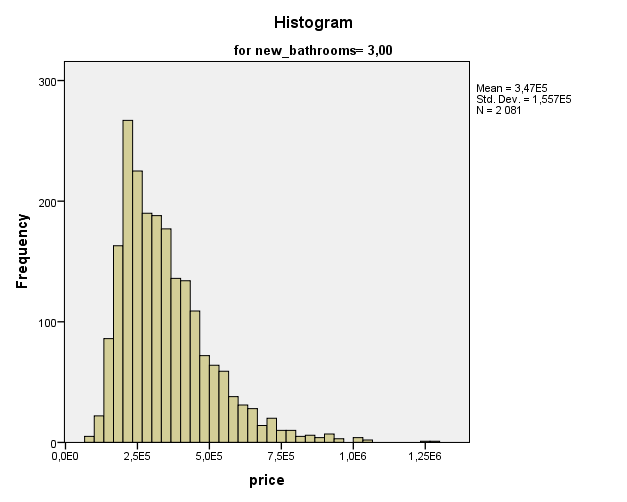 Histogram
for new_bathrooms= 3,00
Mean = 3,47E5
Std. Dev. = 1,557E5
N = 2 081
Frequency
300
200
100
0
0,0E0 2,5E5 5,0E5 7,5E5 1,0E6 1,25E6
price